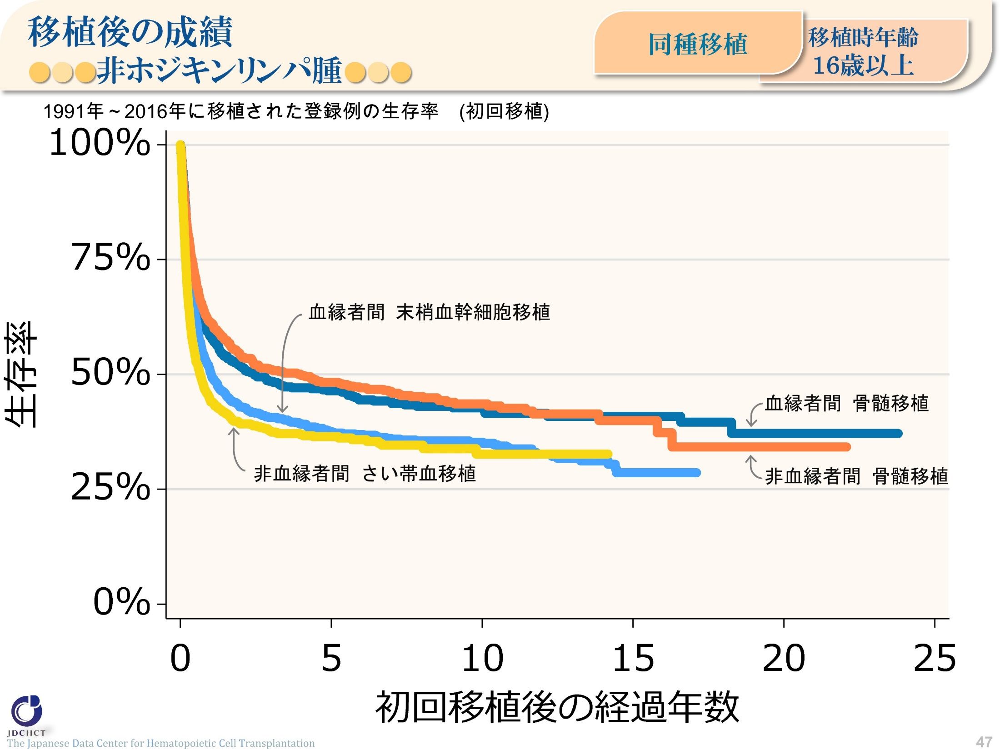 移植後の成績
非ホジキンリンパ腫
同種移植
移植時年齢
16歳以上
1991年~2016年に移植された登録例の生存率 (初回移植)
100%
75%
50%
25%
0%
生存率
血縁者間 末梢血幹細胞移植
血縁者間 骨髄移植
非血縁者間 さい帯血移植
非血縁者間 骨髄移植
0 5 10 15 20 25
初回移植後の経過年数
JDCHCT
The Japanese Data Center for Hematopoietic Cell Transplantation
47